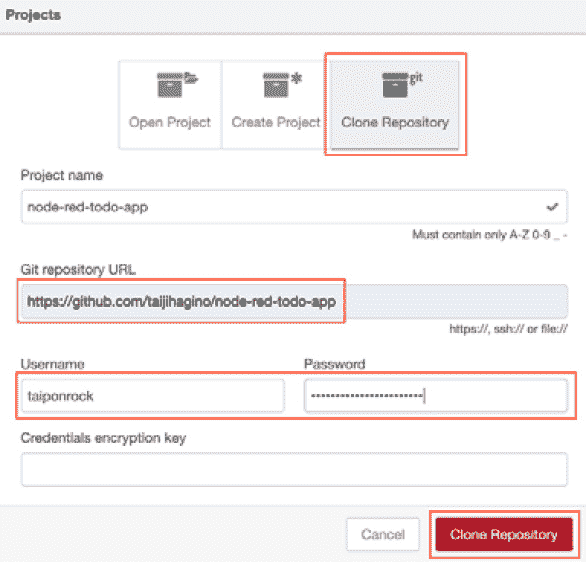 Projects
git
Open Project Create Project Clone Repository
Project name
node-red-todo-app
Must contain only A-Z 0-9 _ -
Git repository URL
https://github.com/taijihagino/node-red-todo-app
https://, ssh:// or file://
Username Password
taiponrock
Credentials encryption key
Cancel Clone Repository